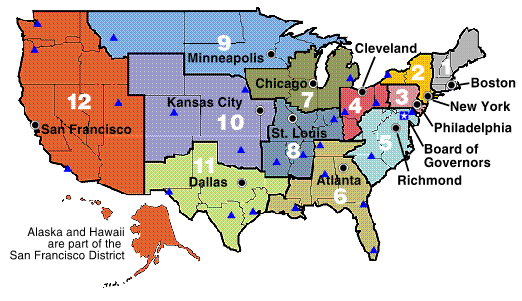 Cleveland
9
Minneapolis
2
1
Chicago
Boston
12
7
3
4
Kansas City
New York
10
San Francisco
St. Louis
Philadelphia
5
8
Board of
Governors
11
Dallas
Atlanta
Richmond
6
Alaska and Hawaii
are part of the
San Francisco District